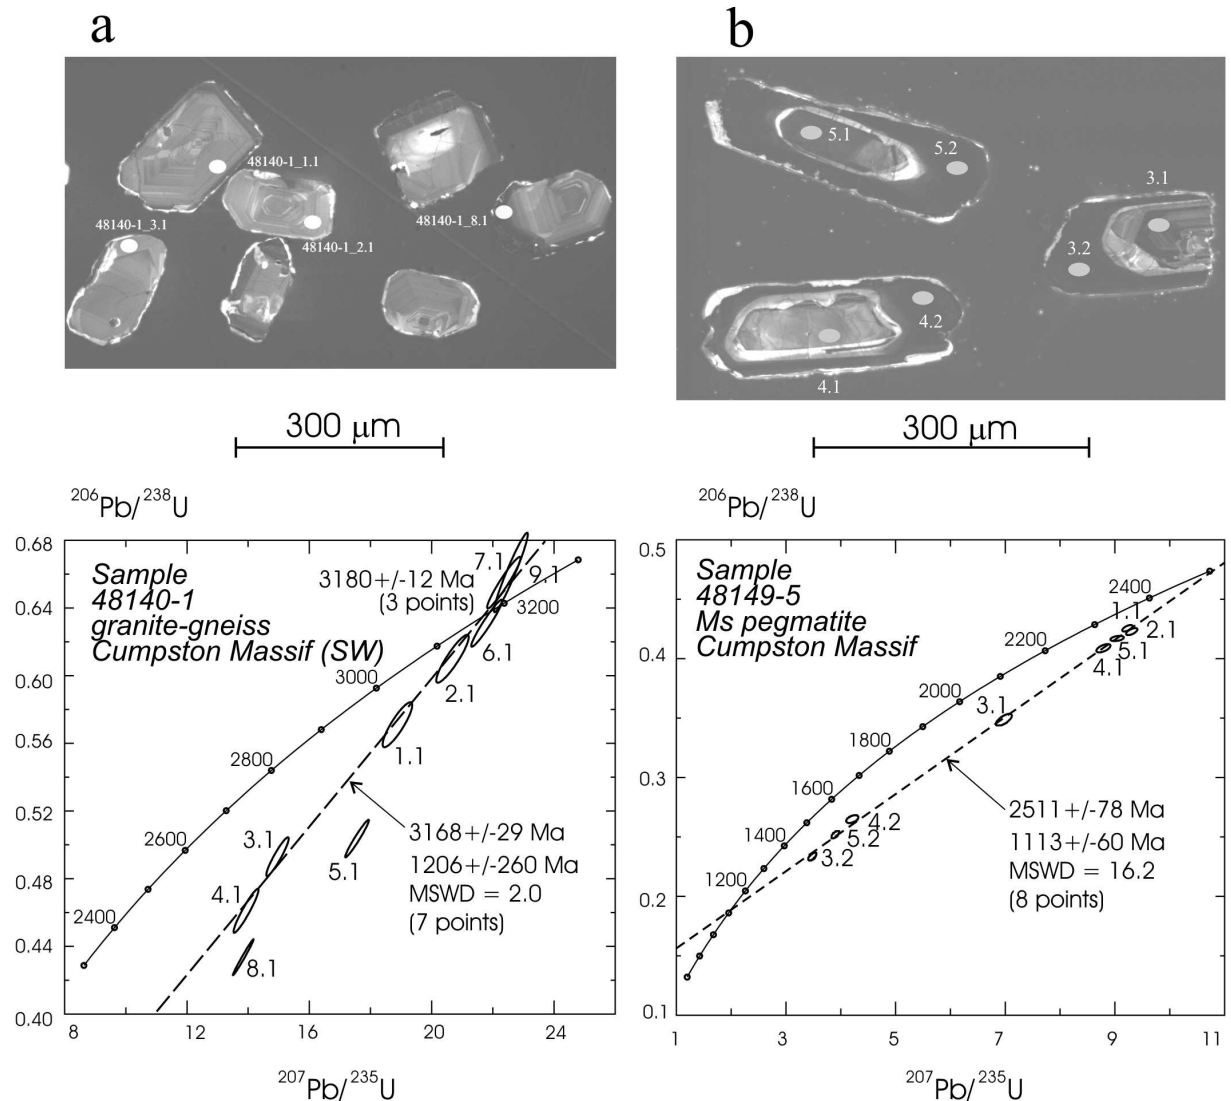 a
b
48140-1_1.1
48140-1_8.1
48140-1_3.1
48140-1_2.1
5.1
5.2
3.1
3.2
4.2
4.1
300 µm
300 µm
²⁰⁶Pb/²³⁸U
0.68
0.64
0.60
0.56
0.52
0.48
0.44
0.40
Sample
48140-1
granite-gneiss
Cumpston Massif (SW)
3180+/-12 Ma
(3 points)
7.1
9.1
3200
6.1
3000
2.1
1.1
2800
2600
3.1
5.1
4.1
2400
8.1
3168+/-29 Ma
1206+/-260 Ma
MSWD = 2.0
(7 points)
8
12
16
20
24
²⁰⁷Pb/²³⁵U
²⁰⁶Pb/²³⁸U
0.5
0.4
0.3
0.2
0.1
Sample
48149-5
Ms pegmatite
Cumpston Massif
2400
1.1
2.1
2200
5.1
4.1
2000
3.1
1800
1600
4.2
1400
5.2
3.2
1200
2511+/-78 Ma
1113+/-60 Ma
MSWD = 16.2
(8 points)
1
3
5
7
9
11
²⁰⁷Pb/²³⁵U